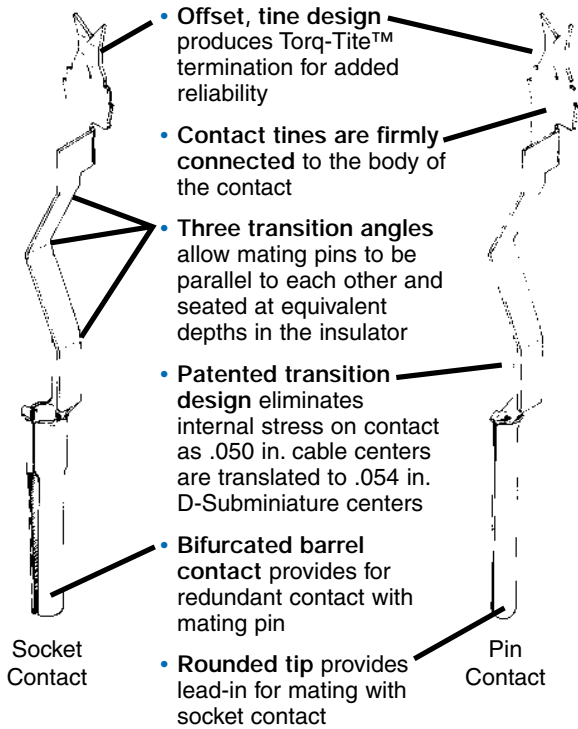 • Offset, tine design
produces Torq-Tite™
termination for added
reliability
• Contact tines are firmly
connected to the body of
the contact
• Three transition angles
allow mating pins to be
parallel to each other and
seated at equivalent
depths in the insulator
• Patented transition
design eliminates
internal stress on contact
as .050 in. cable centers
are translated to .054 in.
D-Subminiature centers
• Bifurcated barrel
contact provides for
redundant contact with
mating pin
• Rounded tip provides
lead-in for mating with
socket contact
Socket
Contact
Pin
Contact